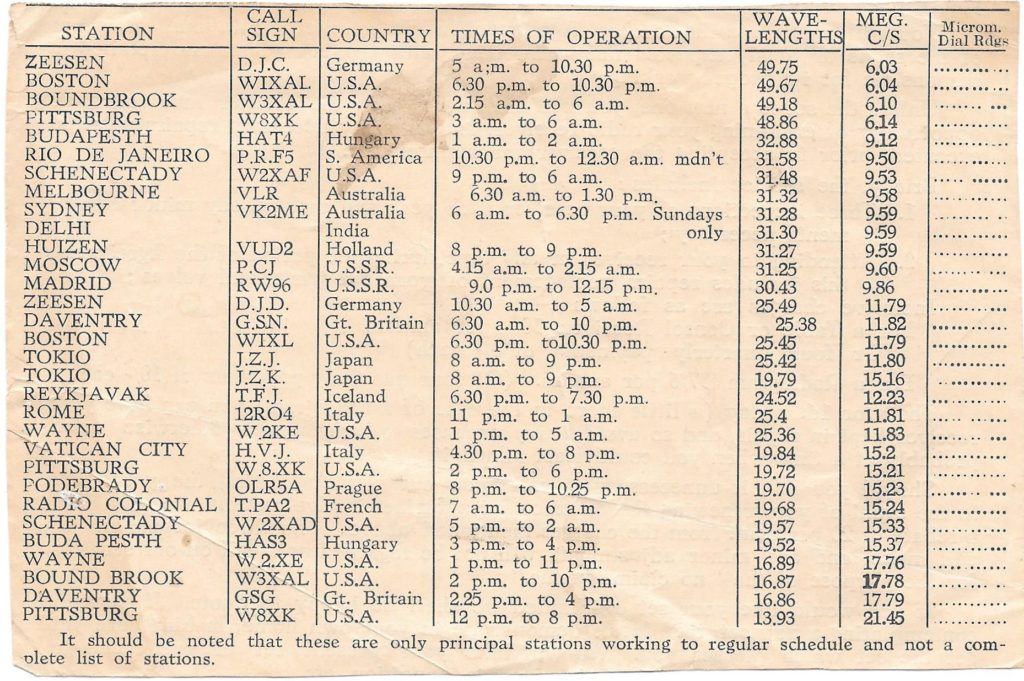 STATION CALL SIGN COUNTRY TIMES OF OPERATION WAVE-LENGTHS MEG. C/S Microm. Dial Rdgs
ZEESEN D.J.C. Germany 5 a;m. to 10.30 p.m. 49.75 6.03
BOSTON WIXAL U.S.A. 6.30 p.m. to 10.30 p.m. 49.67 6.04
BOUNDBROOK W3XAL U.S.A. 2.15 a.m. to 6 a.m. 49.18 6.10
PITTSBURG W8XK U.S.A. 3 a.m. to 6 a.m. 48.86 6.14
BUDAPESTH HAT4 Hungary 1 a.m. to 2 a.m. 32.88 9.12
RIO DE JANEIRO P.R.F5 S. America 10.30 p.m. to 12.30 a.m. mdn't 31.58 9.50
SCHENECTADY W2XAF U.S.A. 9 p.m. to 6 a.m. 31.48 9.53
MELBOURNE VLR Australia 6.30 a.m. to 1.30 p.m. 31.32 9.58
SYDNEY VK2ME Australia 6 a.m. to 6.30 p.m. Sundays 31.28 9.59
DELHI India only 31.30 9.59
HUIZEN VUD2 Holland 8 p.m. to 9 p.m. 31.27 9.59
MOSCOW P.CJ U.S.S.R. 4.15 a.m. to 2.15 a.m. 31.25 9.60
MADRID RW96 U.S.S.R. 9.0 p.m. to 12.15 p.m. 30.43 9.86
ZEESEN D.J.D. Germany 10.30 a.m. to 5 a.m. 25.49 11.79
DAVENTRY G.SN. Gt. Britain 6.30 a.m. to 10 p.m. 25.38 11.82
BOSTON WIXL U.S.A. 6.30 p.m. to10.30 p.m. 25.45 11.79
TOKIO J.Z.J. Japan 8 a.m. to 9 p.m. 25.42 11.80
TOKIO J.Z.K. Japan 8 a.m. to 9 p.m. 19.79 15.16
REYKJAVAK T.F.J. Iceland 6.30 p.m. to 7.30 p.m. 24.52 12.23
ROME 12RO4 Italy 11 p.m. to 1 a.m. 25.4 11.81
WAYNE W.2KE U.S.A. 1 p.m. to 5 a.m. 25.36 11.83
VATICAN CITY H.V.J. Italy 4.30 p.m. to 8 p.m. 19.84 15.2
PITTSBURG W.8.XK U.S.A. 2 p.m. to 6 p.m. 19.72 15.21
PODEBRADY OLR5A Prague 8 p.m. to 10.25 p.m. 19.70 15.23
RADIO COLONIAL T.PA2 French 7 a.m. to 6 a.m. 19.68 15.24
SCHENECTADY W.2XAD U.S.A. 5 p.m. to 2 a.m. 19.57 15.33
BUDA PESTH HAS3 Hungary 3 p.m. to 4 p.m. 19.52 15.37
WAYNE W.2.XE U.S.A. 1 p.m. to 11 p.m. 16.89 17.76
BOUND BROOK W3XAL U.S.A. 2 p.m. to 10 p.m. 16.87 17.78
DAVENTRY GSG Gt. Britain 2.25 p.m. to 4 p.m. 16.86 17.79
PITTSBURG W8XK U.S.A. 12 p.m. to 8 p.m. 13.93 21.45
It should be noted that these are only principal stations working to regular schedule and not a com-
plete list of stations.